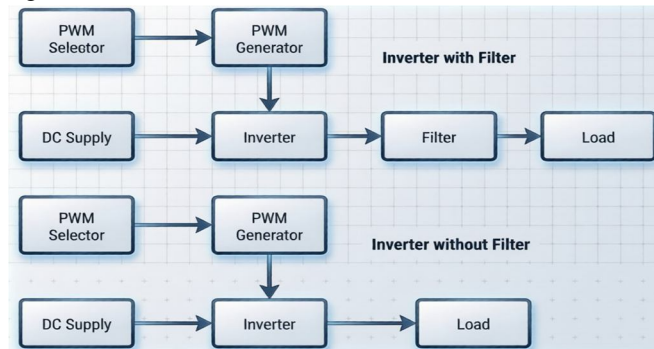 PWM
Selector
PWM
Generator
Inverter with Filter
DC Supply
Inverter
Filter
Load
PWM
Selector
PWM
Generator
Inverter without Filter
DC Supply
Inverter
Load